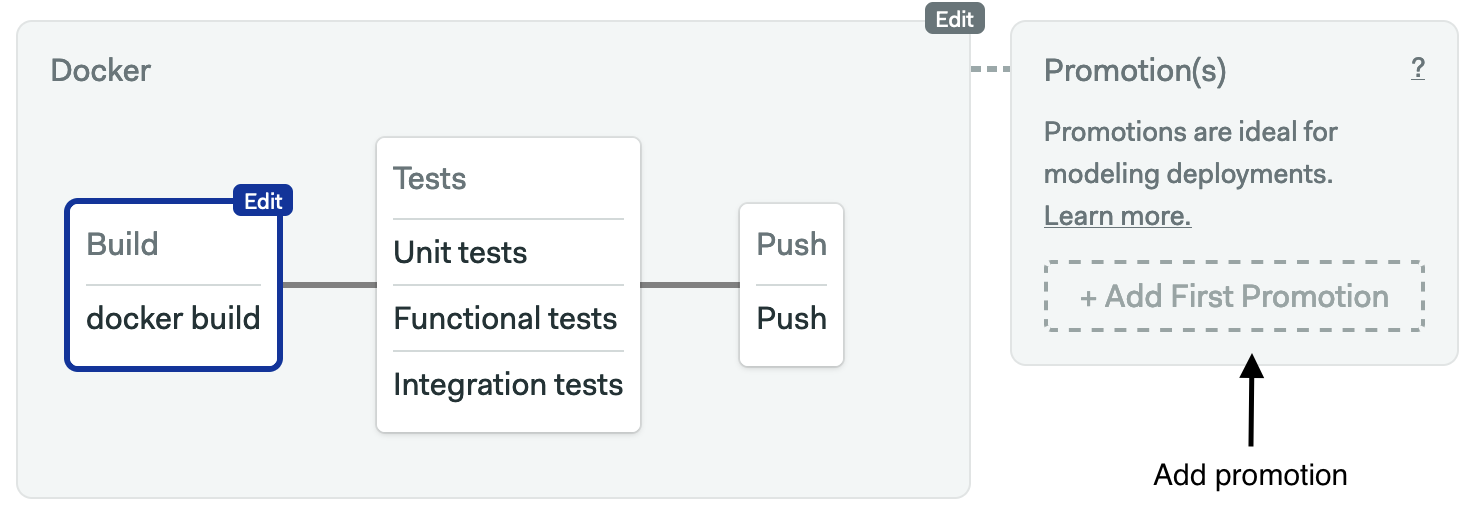 Edit
Docker
Edit
Build
docker build
Tests
Unit tests
Functional tests
Integration tests
Push
Push
Promotion(s)
?
Promotions are ideal for
modeling deployments.
Learn more.
+ Add First Promotion
Add promotion